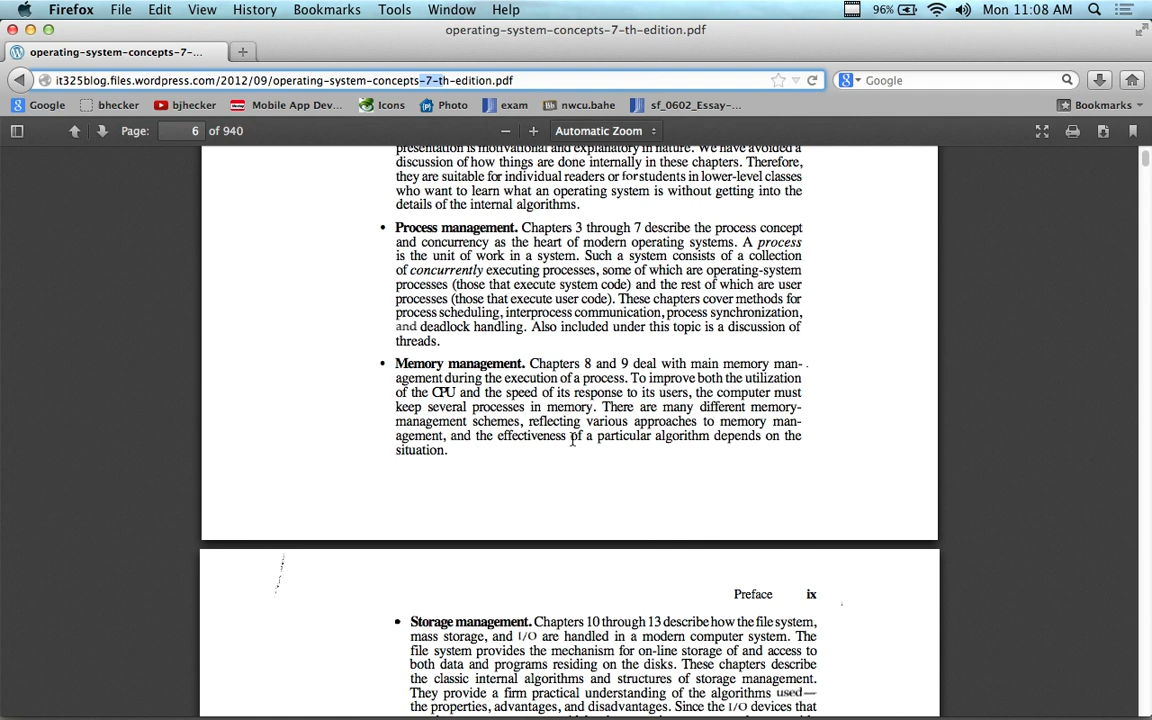 Firefox File Edit View History Bookmarks Tools Window Help 96% Mon 11:08 AM
operating-system-concepts-7-th-edition.pdf
operating-system-concepts-7-...
it325blog.files.wordpress.com/2012/09/operating-system-concepts-7-th-edition.pdf Google
Google bhecker bjhecker Mobile App Dev... Icons Photo exam nwcu.bahe sf_0602_Essay-... Bookmarks
Page: 6 of 940 Automatic Zoom
presentation is motivational and explanatory in nature. We have avoided a
discussion of how things are done internally in these chapters. Therefore,
they are suitable for individual readers or for students in lower-level classes
who want to learn what an operating system is without getting into the
details of the internal algorithms.
• Process management. Chapters 3 through 7 describe the process concept
and concurrency as the heart of modern operating systems. A process
is the unit of work in a system. Such a system consists of a collection
of concurrently executing processes, some of which are operating-system
processes (those that execute system code) and the rest of which are user
processes (those that execute user code). These chapters cover methods for
process scheduling, interprocess communication, process synchronization,
and deadlock handling. Also included under this topic is a discussion of
threads.
• Memory management. Chapters 8 and 9 deal with main memory man-
agement during the execution of a process. To improve both the utilization
of the CPU and the speed of its response to its users, the computer must
keep several processes in memory. There are many different memory-
management schemes, reflecting various approaches to memory man-
agement, and the effectiveness of a particular algorithm depends on the
situation.
Preface ix
• Storage management. Chapters 10 through 13 describe how the file system,
mass storage, and I/O are handled in a modern computer system. The
file system provides the mechanism for on-line storage of and access to
both data and programs residing on the disks. These chapters describe
the classic internal algorithms and structures of storage management.
They provide a firm practical understanding of the algorithms used—
the properties, advantages, and disadvantages. Since the I/O devices that